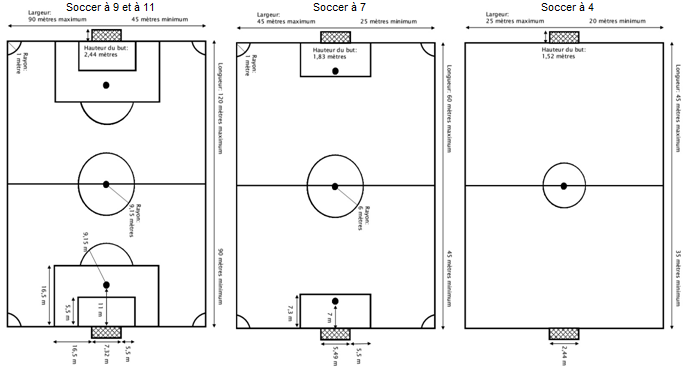 Soccer à 9 et à 11
Largeur:
90 mètres maximum
45 mètres minimum
Hauteur du but:
2,44 mètres
Rayon:
1 mètre
Longueur: 120 mètres maximum
Rayon:
9,15 mètres
9,15 m
90 mètres minimum
16,5 m
5,5 m
11 m
16,5 m
7,32 m
5,5 m
Soccer à 7
Largeur:
45 mètres maximum
25 mètres minimum
Hauteur du but:
1,83 mètres
Rayon:
1 mètre
Longueur: 60 mètres maximum
Rayon:
6 mètres
45 mètres minimum
7,3 m
7 m
5,49 m
5,5 m
Soccer à 4
Largeur:
25 mètres maximum
20 mètres minimum
Hauteur du but:
1,52 mètres
Longueur: 45 mètres maximum
35 mètres minimum
2,44 m